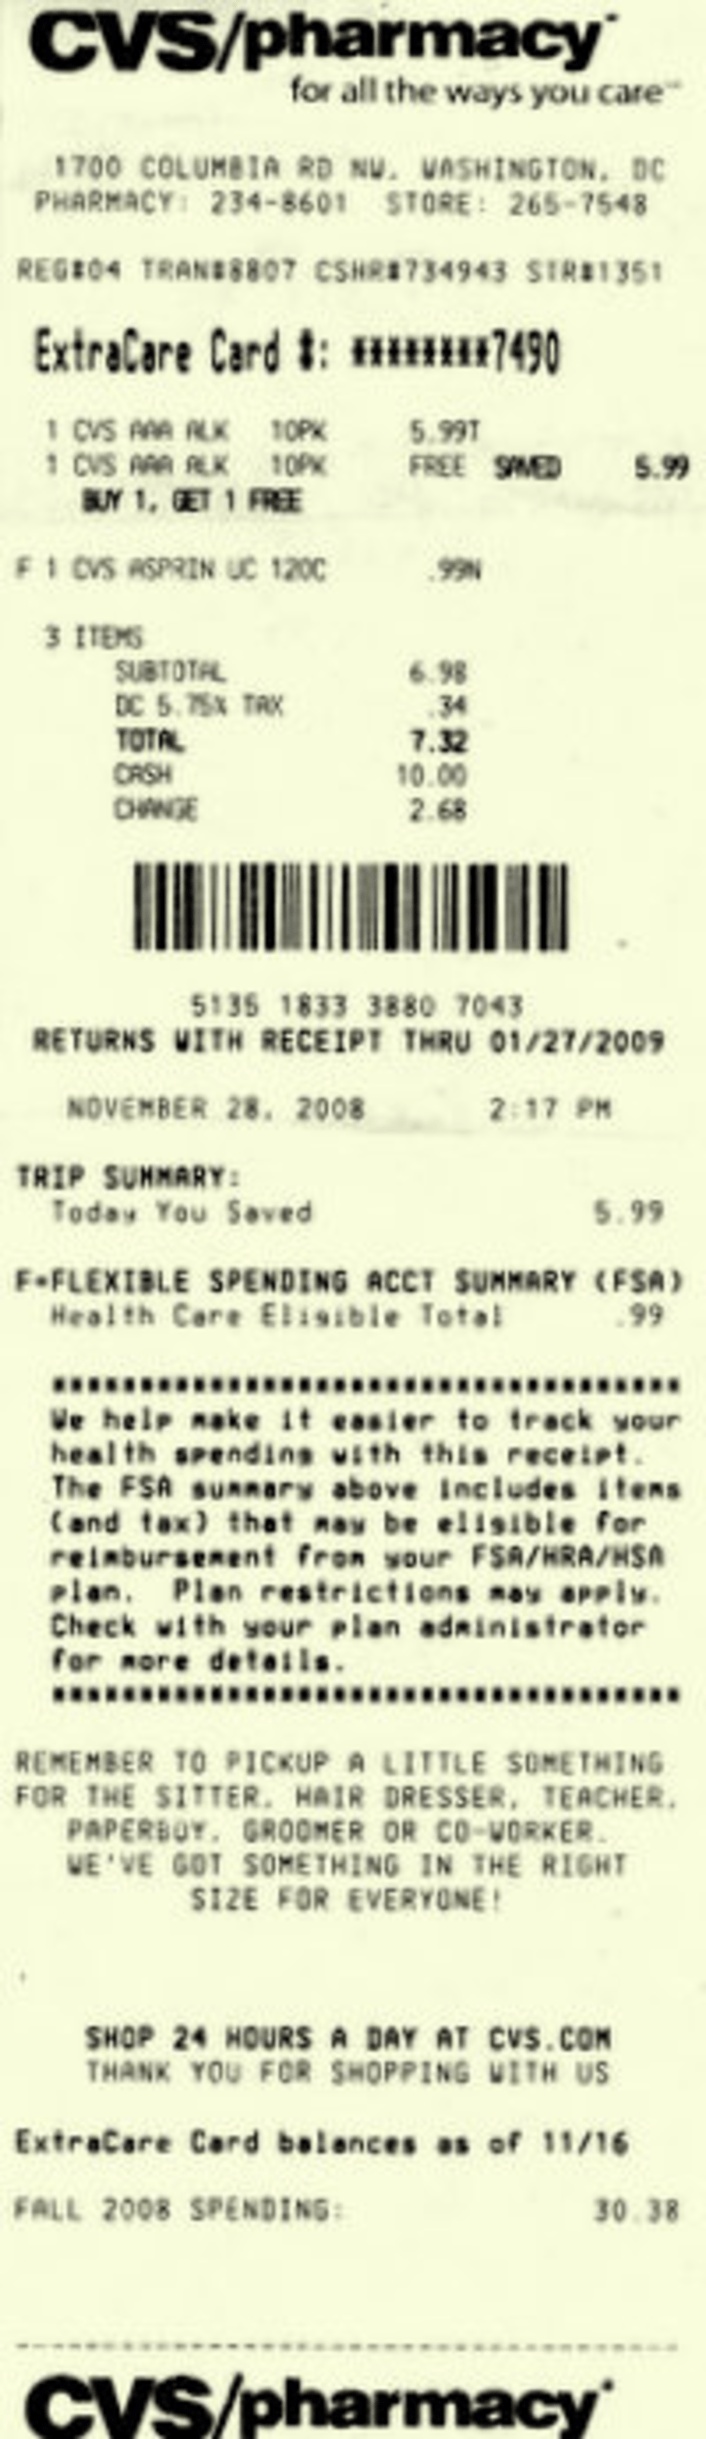 CVS/pharmacy
for all the ways you care℠
1700 COLUMBIA RD NW, WASHINGTON, DC
PHARMACY: 234-8601 STORE: 265-7548
REG#04 TRAN#8807 CSHR#734943 STR#1351
ExtraCare Card #: ********7490
1 CVS AAA ALK 10PK 5.99T
1 CVS AAA ALK 10PK FREE SAVED 5.99
BUY 1, GET 1 FREE
F 1 CVS ASPRIN UC 120C .99N
3 ITEMS
SUBTOTAL 6.98
DC 5.75% TAX .34
TOTAL 7.32
CASH 10.00
CHANGE 2.68
5135 1833 3880 7043
RETURNS WITH RECEIPT THRU 01/27/2009
NOVEMBER 28, 2008 2:17 PM
TRIP SUMMARY:
Today You Saved 5.99
F=FLEXIBLE SPENDING ACCT SUMMARY (FSA)
Health Care Eligible Total .99
************************************
We help make it easier to track your
health spending with this receipt.
The FSA summary above includes items
(and tax) that may be eligible for
reimbursement from your FSA/HRA/HSA
plan. Plan restrictions may apply.
Check with your plan administrator
for more details.
************************************
REMEMBER TO PICKUP A LITTLE SOMETHING
FOR THE SITTER, HAIR DRESSER, TEACHER,
PAPERBOY, GROOMER OR CO-WORKER.
WE'VE GOT SOMETHING IN THE RIGHT
SIZE FOR EVERYONE!
SHOP 24 HOURS A DAY AT CVS.COM
THANK YOU FOR SHOPPING WITH US
ExtraCare Card balances as of 11/16
FALL 2008 SPENDING: 30.38
CVS/pharmacy